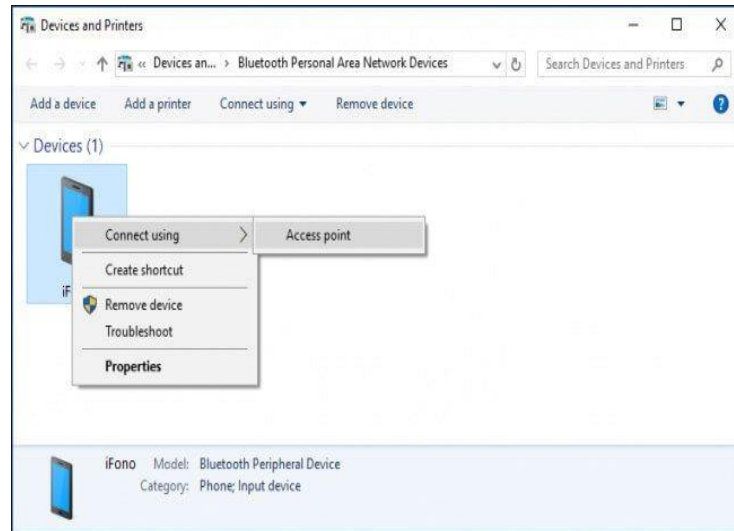 Devices and Printers
« Devices an... › Bluetooth Personal Area Network Devices Search Devices and Printers
Add a device Add a printer Connect using Remove device
Devices (1)
Connect using Access point
Create shortcut
iF
Remove device
Troubleshoot
Properties
iFono Model: Bluetooth Peripheral Device
Category: Phone; Input device